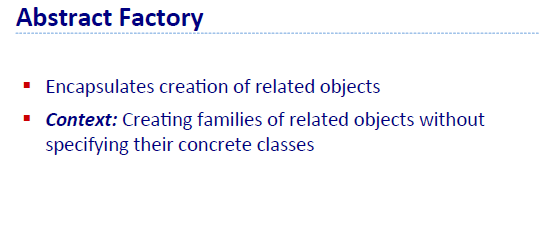 Abstract Factory
Encapsulates creation of related objects
Context: Creating families of related objects without
specifying their concrete classes